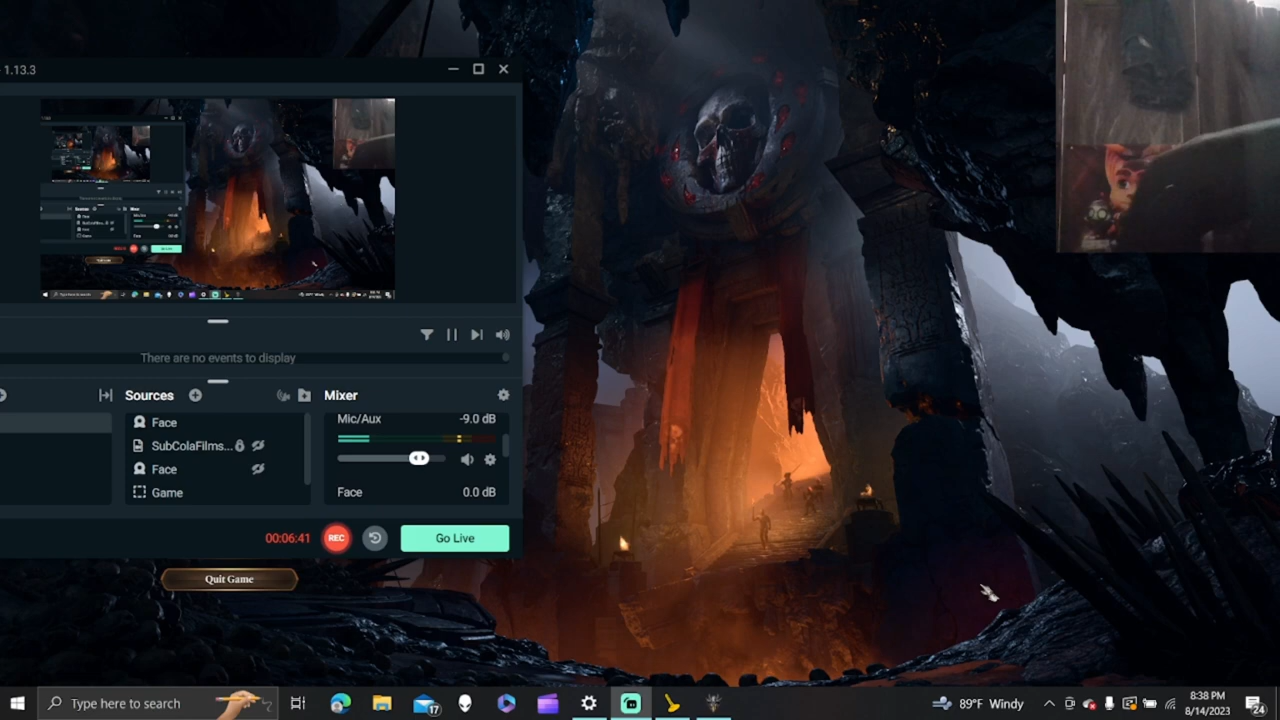 1.13.3
There are no events to display
Sources
Mixer
Face
SubColaFilms...
Face
Game
Mic/Aux -9.0 dB
Face 0.0 dB
00:06:41 REC Go Live
Quit Game
Type here to search
17
89°F Windy
8:38 PM
8/14/2023
24